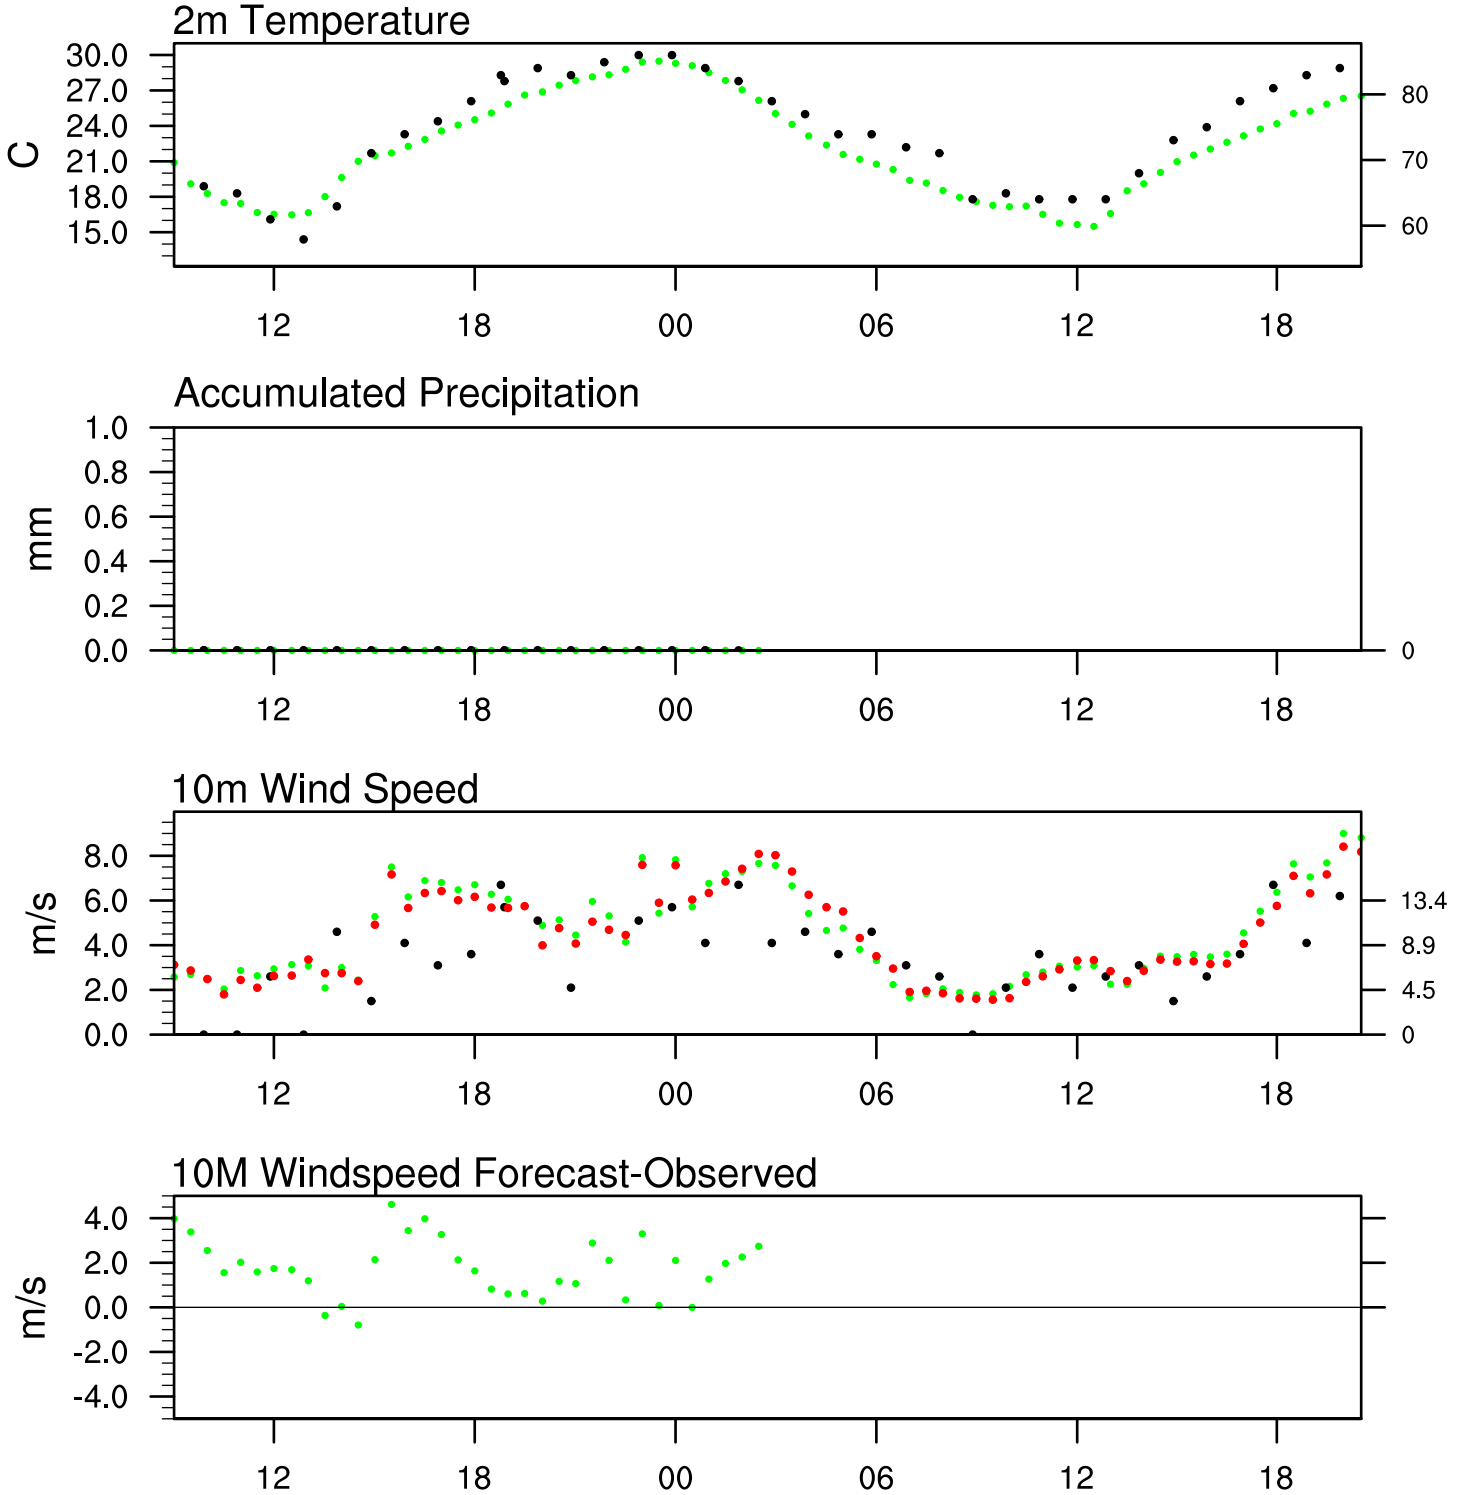 2m Temperature
30.0
27.0
24.0
21.0
18.0
15.0
C
80
70
60
12 18 00 06 12 18
Accumulated Precipitation
1.0
0.8
0.6
0.4
0.2
0.0
mm
0
12 18 00 06 12 18
10m Wind Speed
8.0
6.0
4.0
2.0
0.0
m/s
13.4
8.9
4.5
0
12 18 00 06 12 18
10M Windspeed Forecast-Observed
4.0
2.0
0.0
-2.0
-4.0
m/s
12 18 00 06 12 18